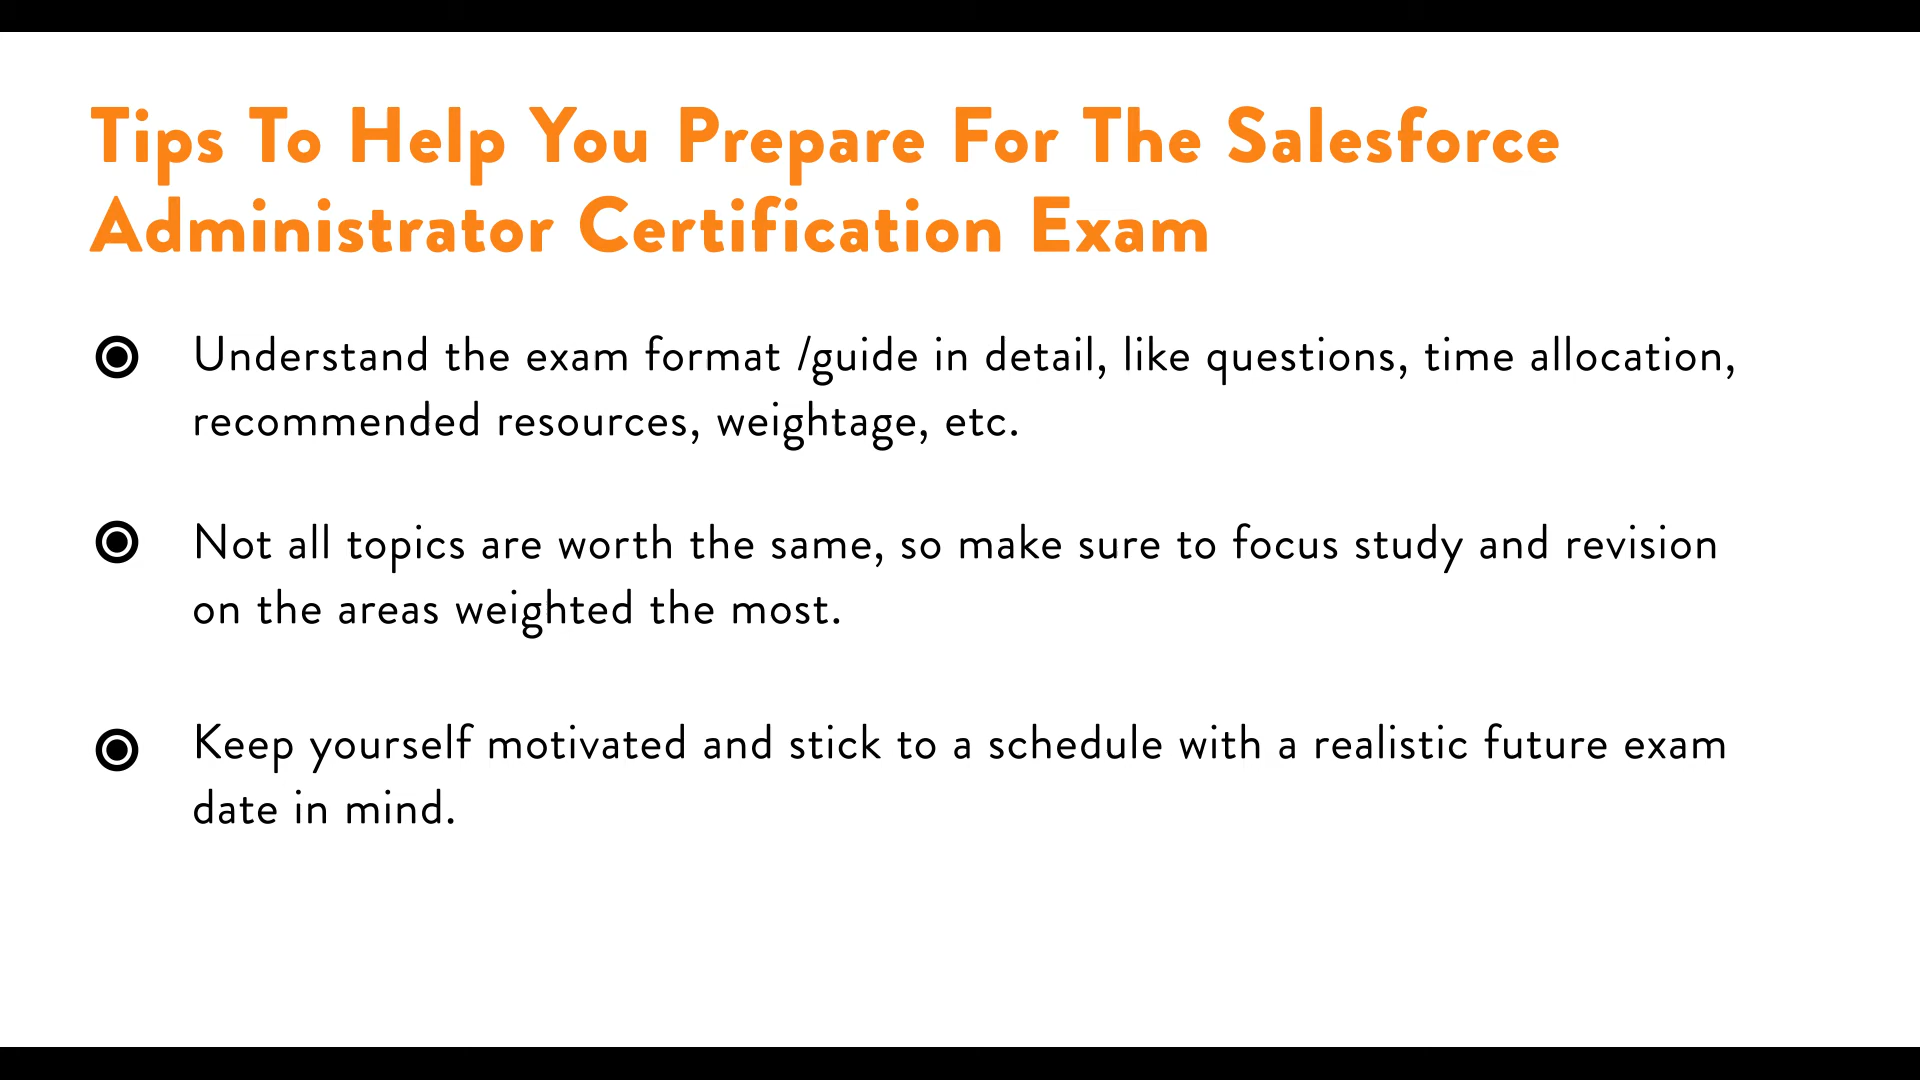 Tips To Help You Prepare For The Salesforce
Administrator Certification Exam
Understand the exam format /guide in detail, like questions, time allocation,
recommended resources, weightage, etc.
Not all topics are worth the same, so make sure to focus study and revision
on the areas weighted the most.
Keep yourself motivated and stick to a schedule with a realistic future exam
date in mind.